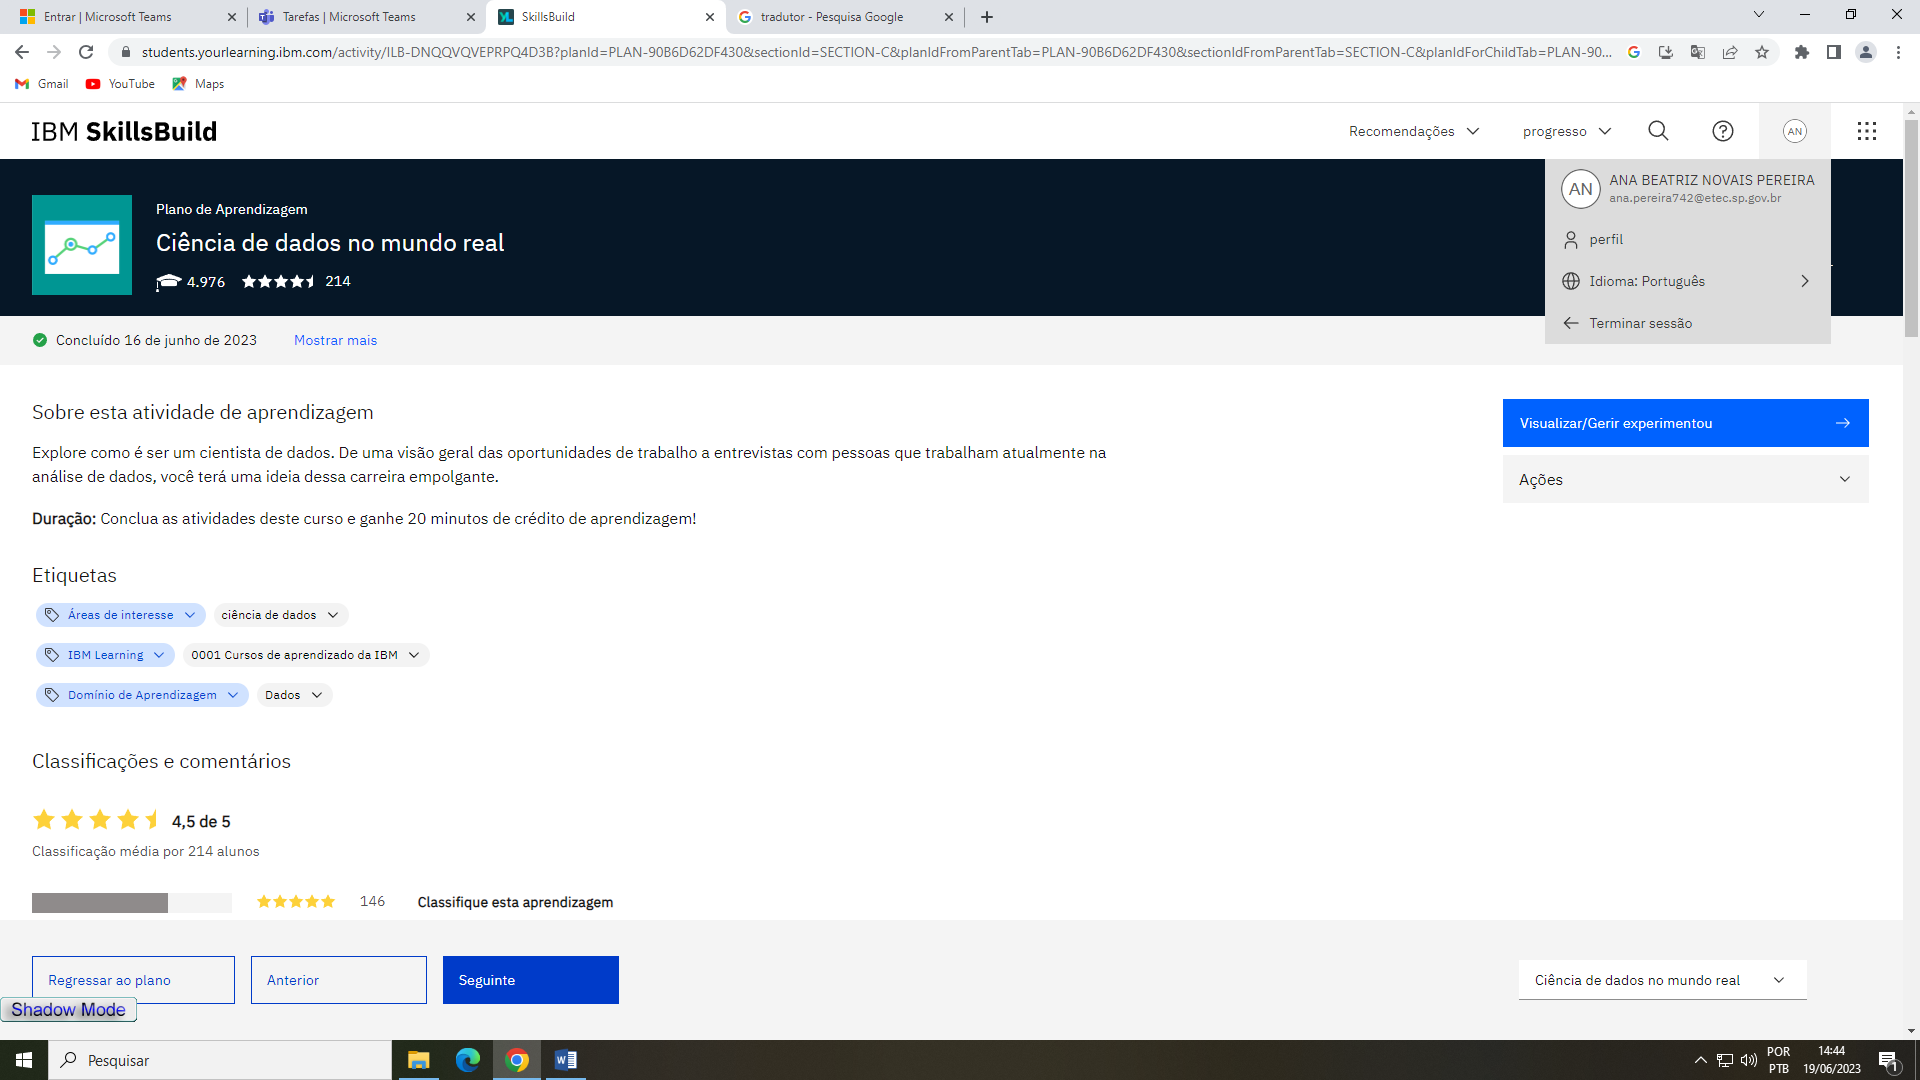 Entrar | Microsoft Teams
Tarefas | Microsoft Teams
SkillsBuild
tradutor - Pesquisa Google
students.yourlearning.ibm.com/activity/ILB-DNQQVQVEPRPQ4D3B?planId=PLAN-90B6D62DF430&sectionId=SECTION-C&planIdFromParentTab=PLAN-90B6D62DF430&sectionIdFromParentTab=SECTION-C&planIdForChildTab=PLAN-90...
Gmail
YouTube
Maps
IBM SkillsBuild
Recomendações
progresso
AN
AN
ANA BEATRIZ NOVAIS PEREIRA
ana.pereira742@etec.sp.gov.br
perfil
Idioma: Português
Terminar sessão
Plano de Aprendizagem
Ciência de dados no mundo real
4.976
214
Concluído 16 de junho de 2023
Mostrar mais
Sobre esta atividade de aprendizagem
Explore como é ser um cientista de dados. De uma visão geral das oportunidades de trabalho a entrevistas com pessoas que trabalham atualmente na
análise de dados, você terá uma ideia dessa carreira empolgante.
Duração: Conclua as atividades deste curso e ganhe 20 minutos de crédito de aprendizagem!
Visualizar/Gerir experimentou
Ações
Etiquetas
Áreas de interesse
ciência de dados
IBM Learning
0001 Cursos de aprendizado da IBM
Domínio de Aprendizagem
Dados
Classificações e comentários
4,5 de 5
Classificação média por 214 alunos
146
Classifique esta aprendizagem
Regressar ao plano
Anterior
Seguinte
Ciência de dados no mundo real
Shadow Mode
Pesquisar
POR
PTB
14:44
19/06/2023
1